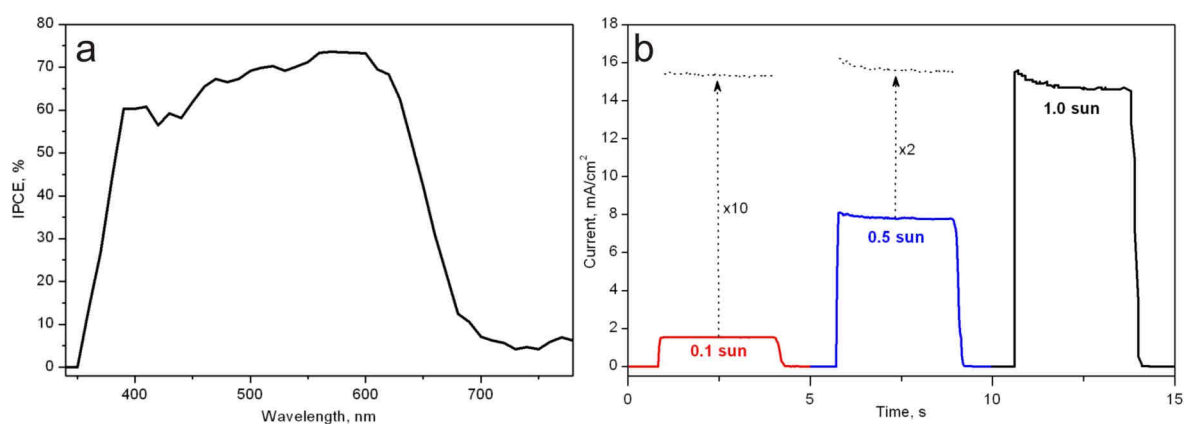 a
80
70
60
50
40
30
20
10
0
IPCE, %
400 500 600 700
Wavelength, nm
b
18
16
14
12
10
8
6
4
2
0
Current, mA/cm²
x10
0.1 sun
x2
0.5 sun
1.0 sun
0 5 10 15
Time, s